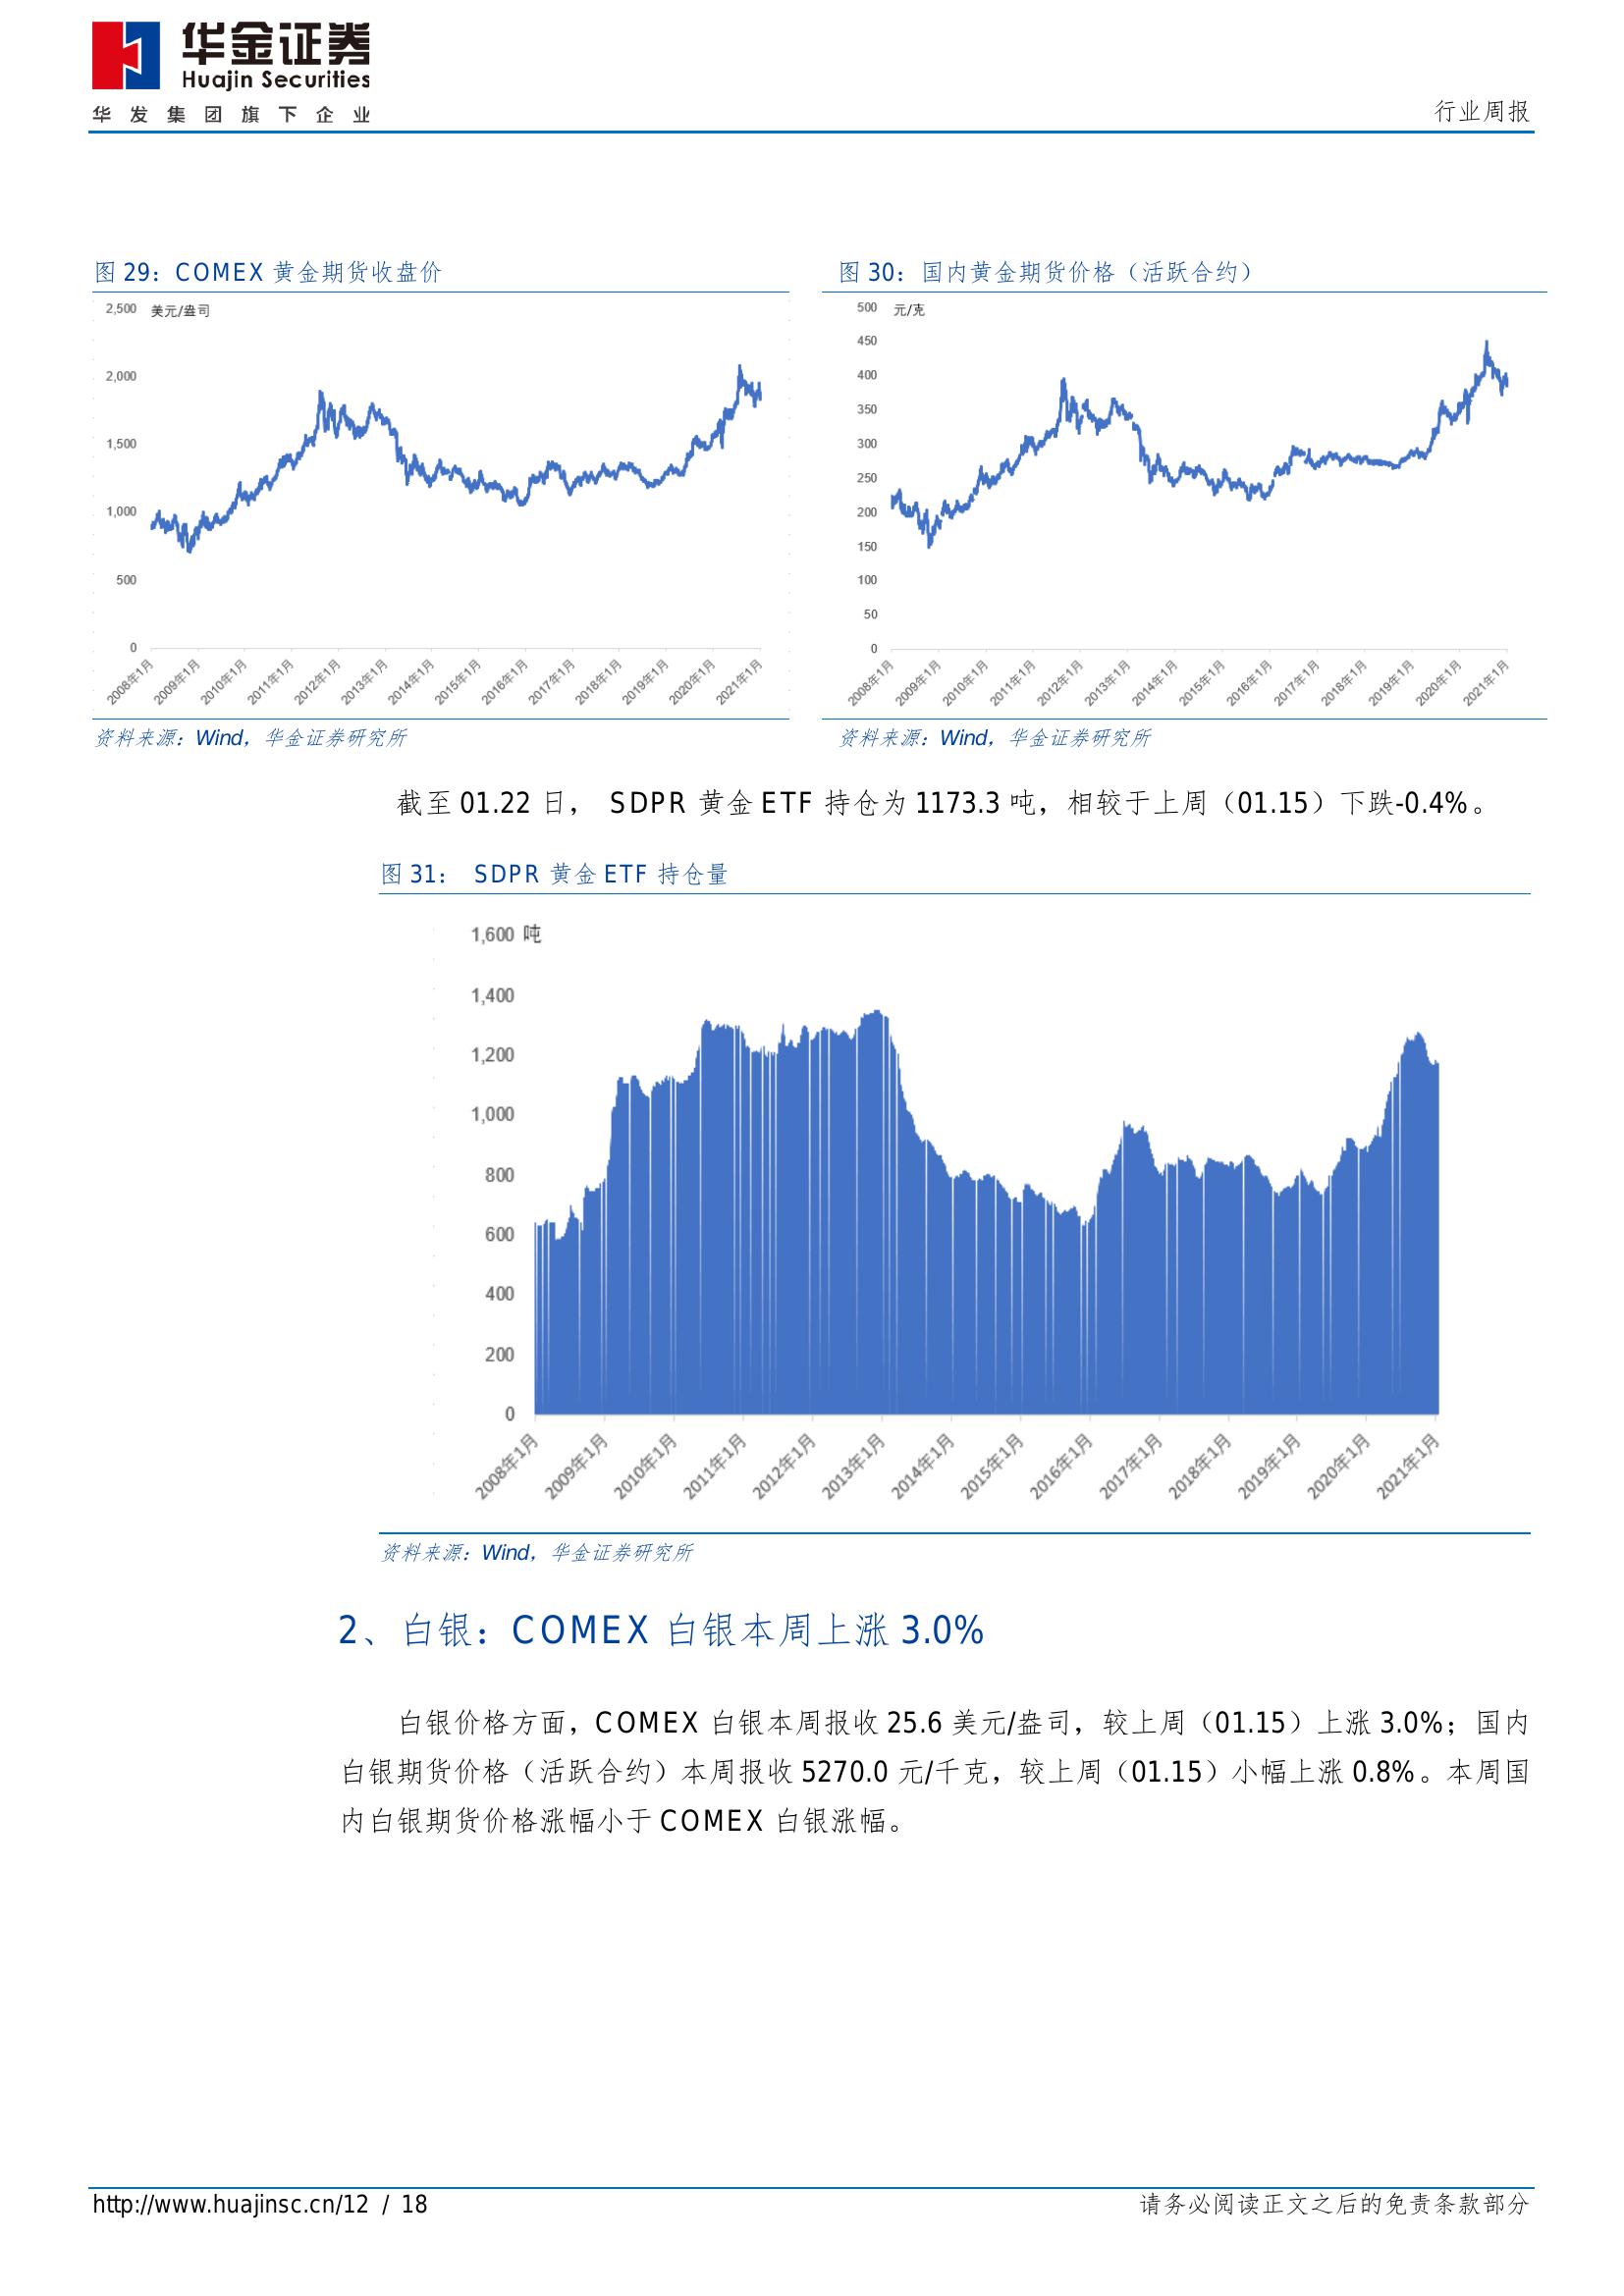 华金证券
Huajin Securities
华发集团旗下企业
行业周报
图 29：COMEX 黄金期货收盘价
2,500 美元/盎司
2,000
1,500
1,000
500
0
2008年1月 2009年1月 2010年1月 2011年1月 2012年1月 2013年1月 2014年1月 2015年1月 2016年1月 2017年1月 2018年1月 2019年1月 2020年1月 2021年1月
资料来源：Wind，华金证券研究所
图 30：国内黄金期货价格（活跃合约）
500 元/克
450
400
350
300
250
200
150
100
50
0
2008年1月 2009年1月 2010年1月 2011年1月 2012年1月 2013年1月 2014年1月 2015年1月 2016年1月 2017年1月 2018年1月 2019年1月 2020年1月 2021年1月
资料来源：Wind，华金证券研究所
截至 01.22 日， SDPR 黄金 ETF 持仓为 1173.3 吨，相较于上周（01.15）下跌-0.4%。
图 31： SDPR 黄金 ETF 持仓量
1,600 吨
1,400
1,200
1,000
800
600
400
200
0
2008年1月 2009年1月 2010年1月 2011年1月 2012年1月 2013年1月 2014年1月 2015年1月 2016年1月 2017年1月 2018年1月 2019年1月 2020年1月 2021年1月
资料来源：Wind，华金证券研究所
2、白银：COMEX 白银本周上涨 3.0%
白银价格方面，COMEX 白银本周报收 25.6 美元/盎司，较上周（01.15）上涨 3.0%；国内
白银期货价格（活跃合约）本周报收 5270.0 元/千克，较上周（01.15）小幅上涨 0.8%。本周国
内白银期货价格涨幅小于 COMEX 白银涨幅。
http://www.huajinsc.cn/12 / 18
请务必阅读正文之后的免责条款部分